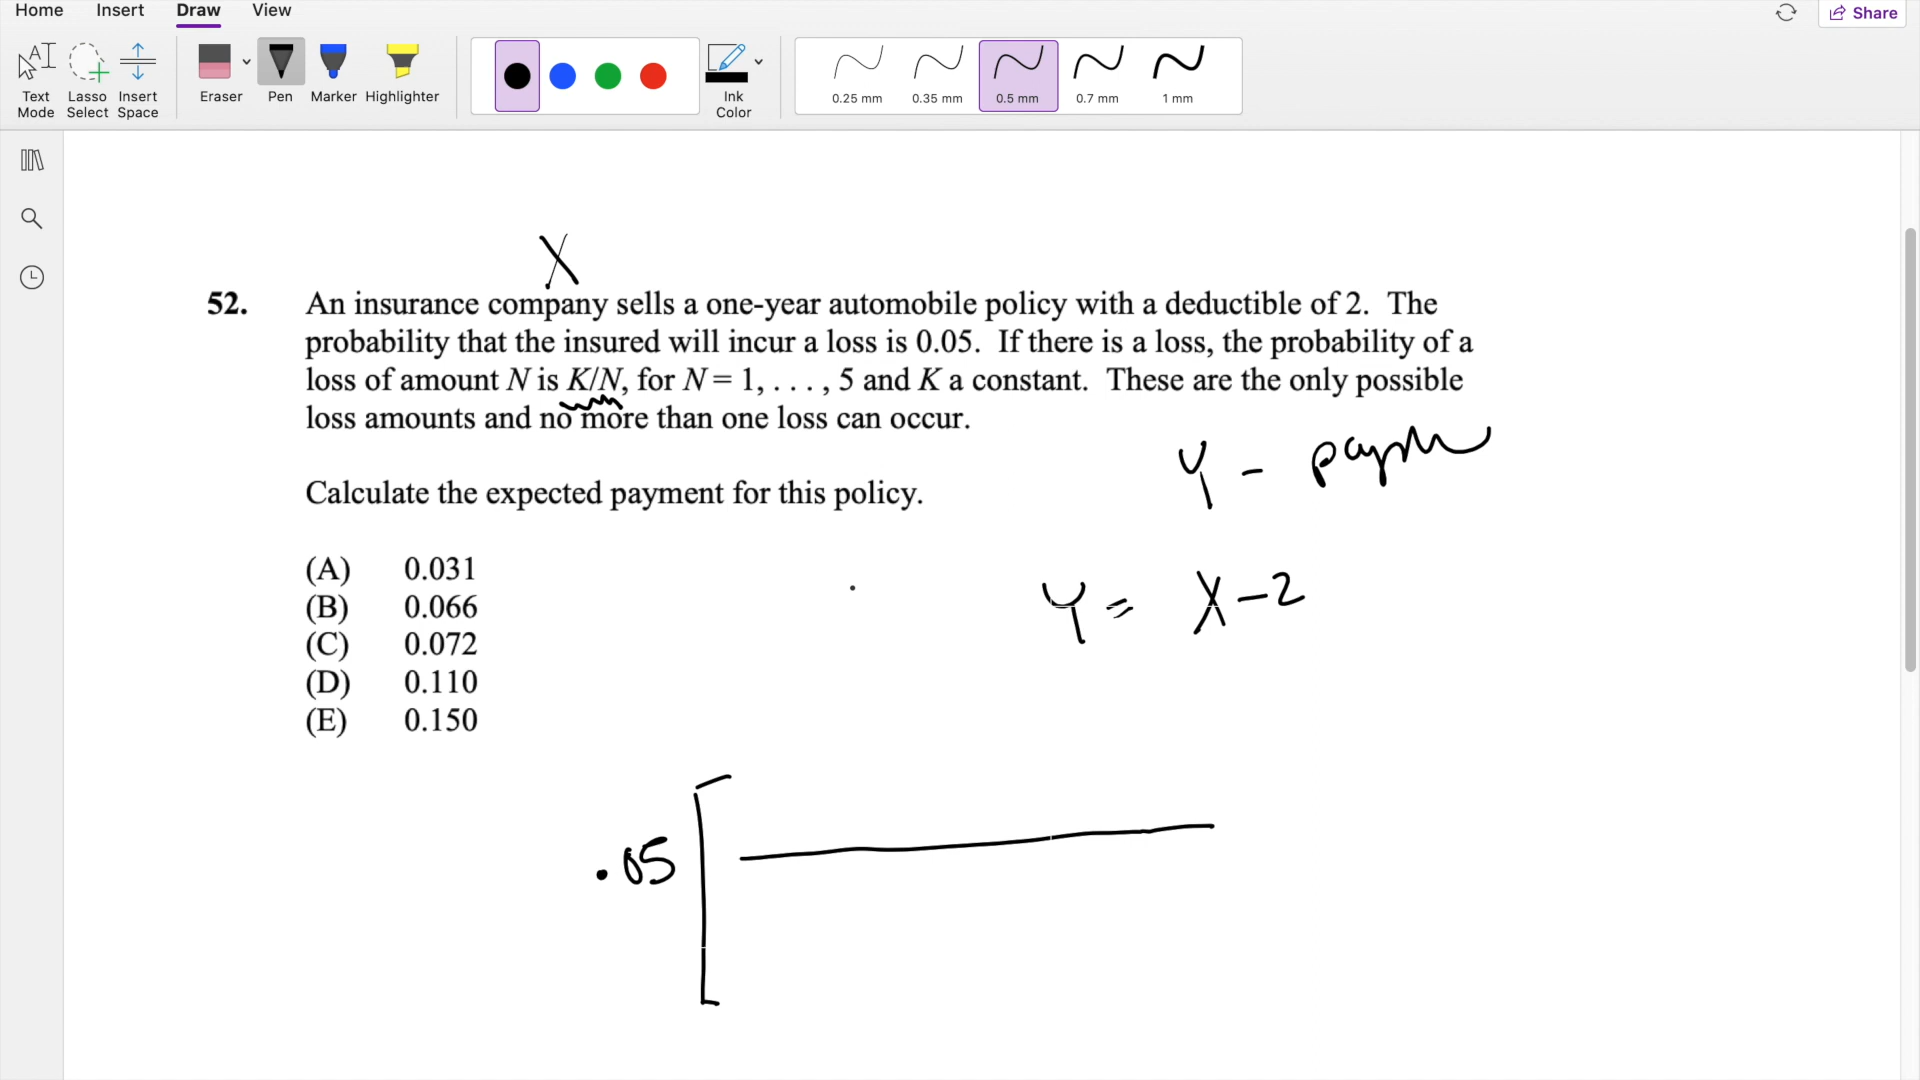 Home Insert Draw View
Share
Text Mode
Lasso Select
Insert Space
Eraser
Pen
Marker
Highlighter
Ink Color
0.25 mm
0.35 mm
0.5 mm
0.7 mm
1 mm
X
52. An insurance company sells a one-year automobile policy with a deductible of 2. The
probability that the insured will incur a loss is 0.05. If there is a loss, the probability of a
loss of amount N is K/N, for N = 1, . . . , 5 and K a constant. These are the only possible
loss amounts and no more than one loss can occur.
Y -
Calculate the expected payment for this policy.
(A) 0.031
(B) 0.066
(C) 0.072
(D) 0.110
(E) 0.150
Y = X-2
.05